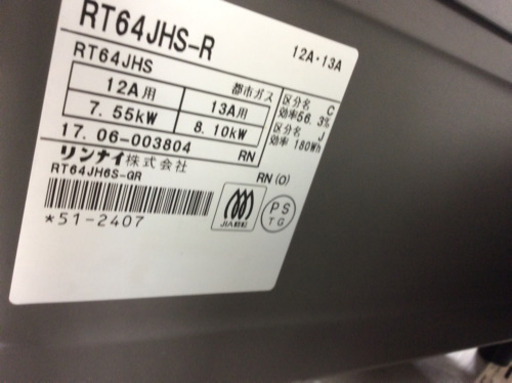 RT64JHS-R 12A・13A
RT64JHS 都市ガス
12A用 13A用
7.55kW 8.10kW
区分名 C
効率56.3%
区分名 J
効率 180Wh
17.06-003804 RN
リンナイ株式会社
RT64JH6S-GR RN(O)
*51-2407
JIA
PS
TG